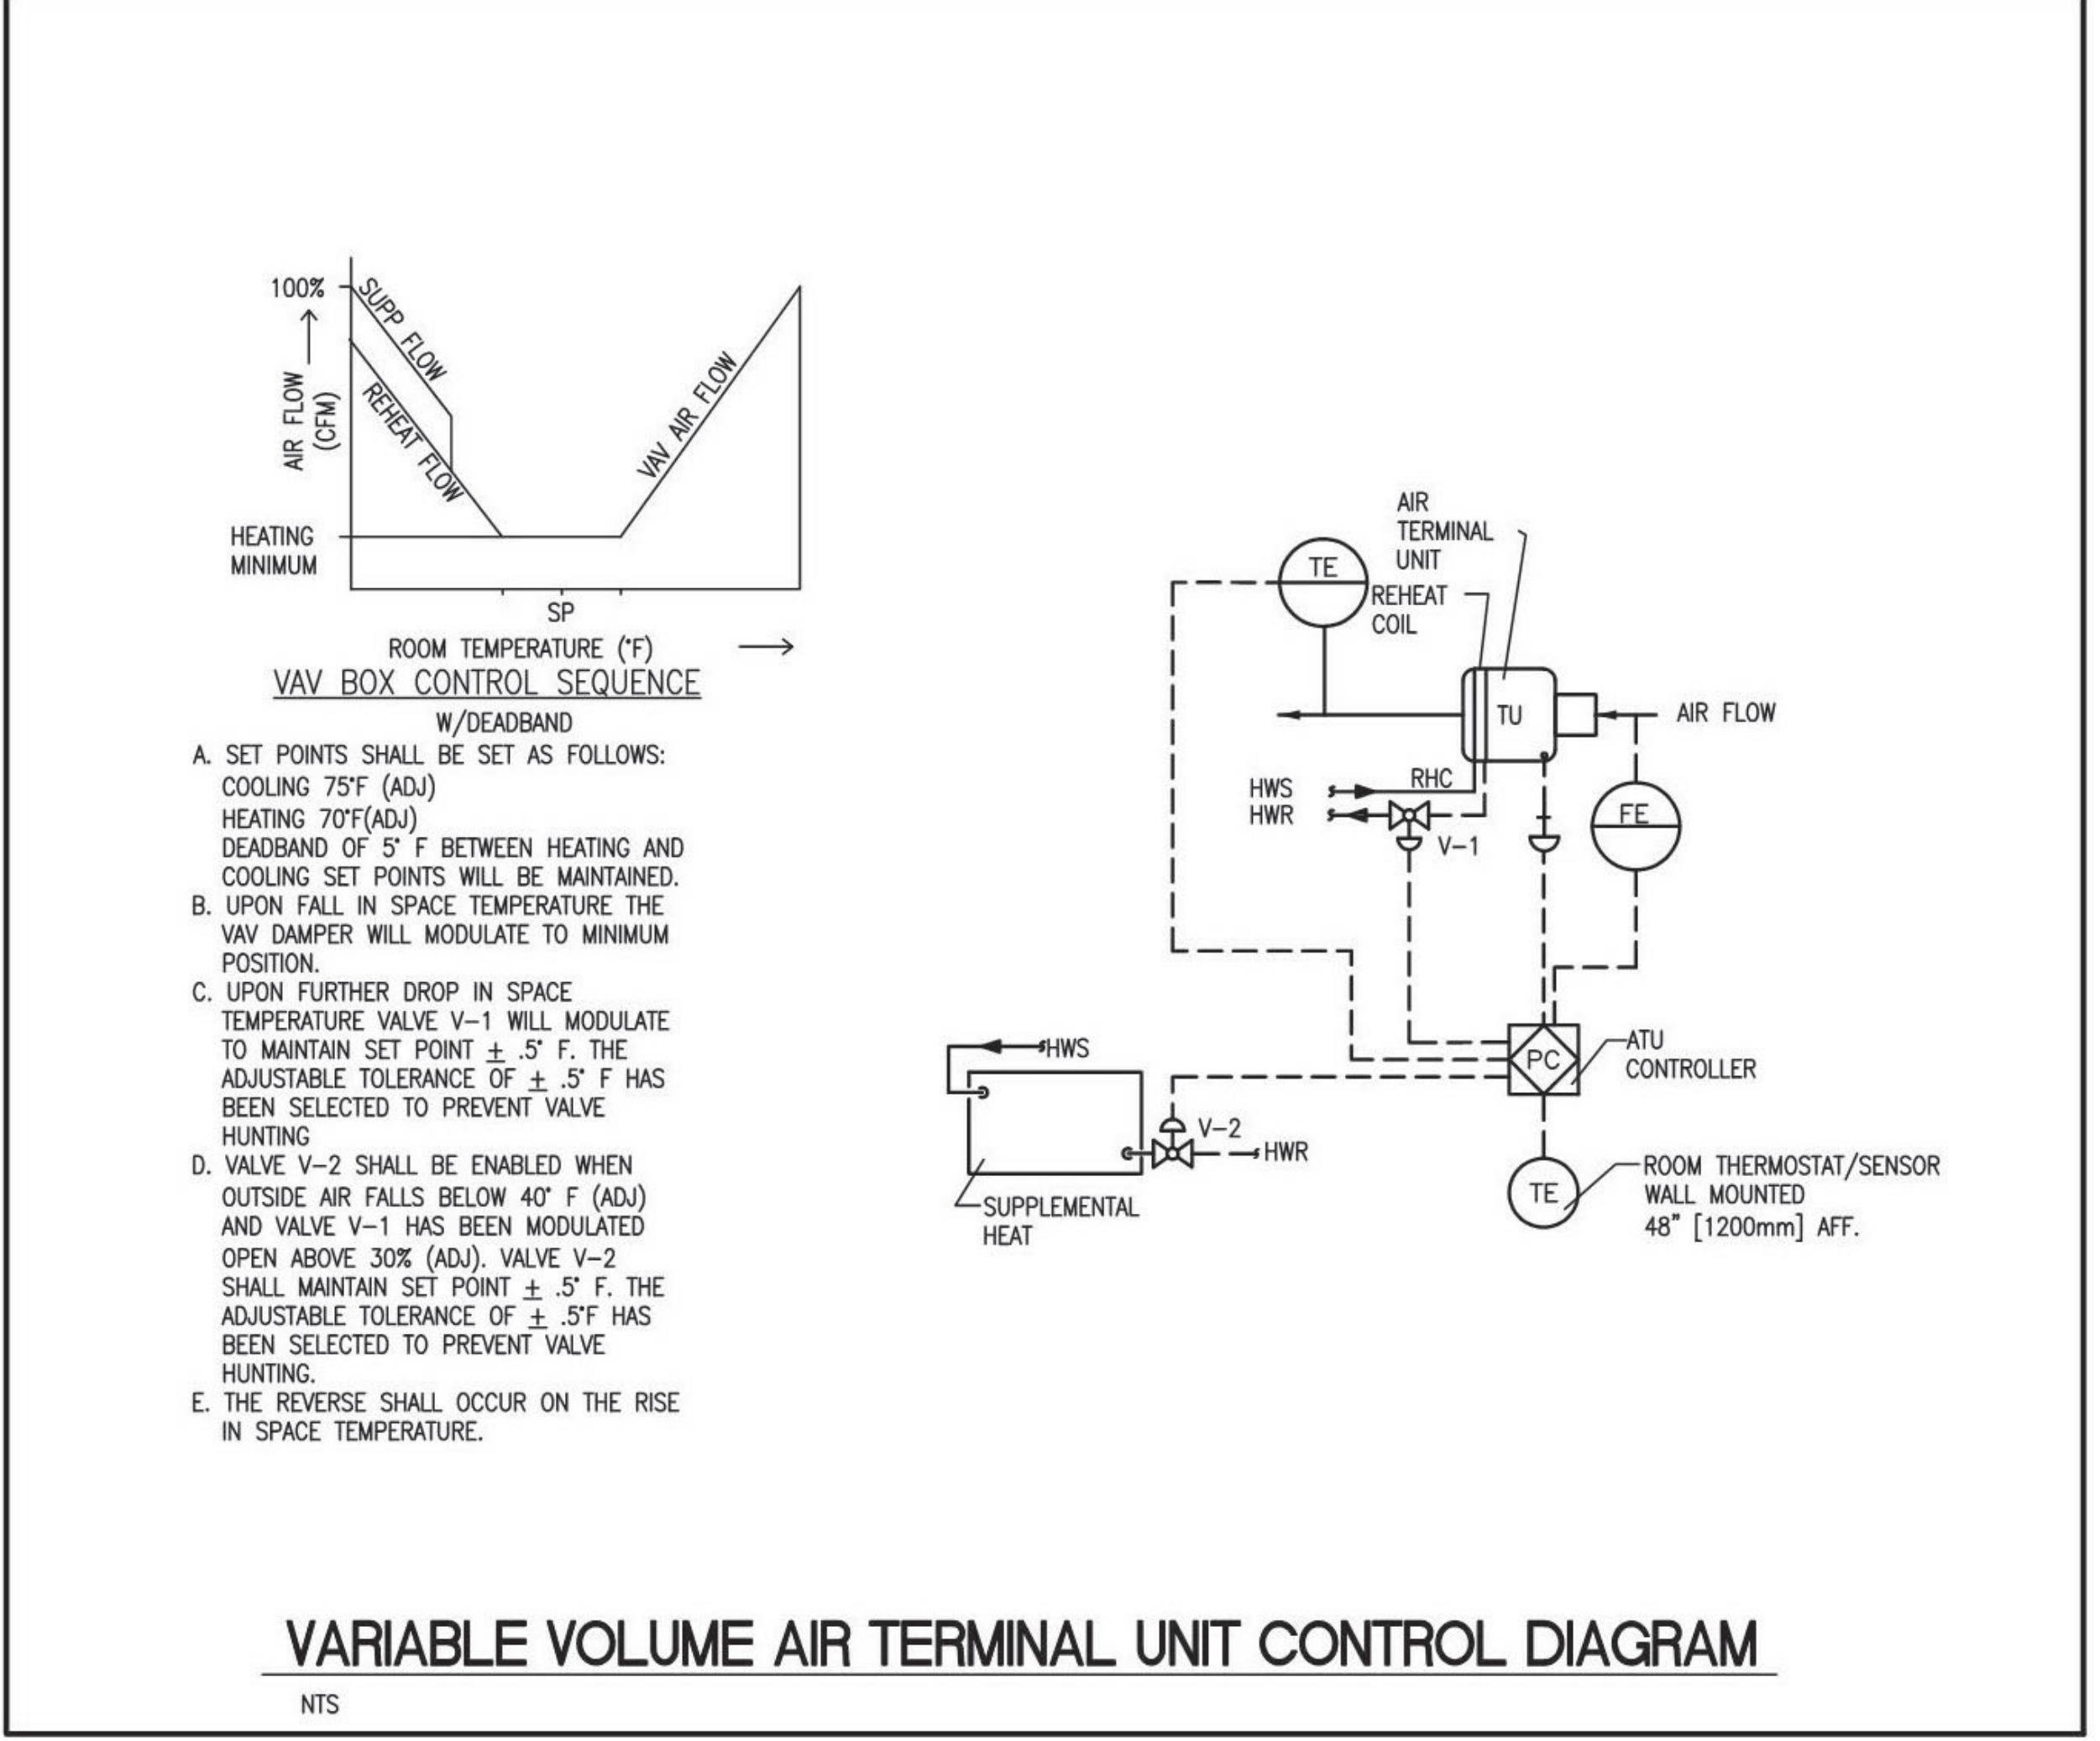 100%
SUPP FLOW
REHEAT FLOW
VAV AIR FLOW
AIR FLOW
(CFM)
HEATING
MINIMUM
SP
ROOM TEMPERATURE (°F)
VAV BOX CONTROL SEQUENCE
W/DEADBAND
A. SET POINTS SHALL BE SET AS FOLLOWS:
COOLING 75°F (ADJ)
HEATING 70°F(ADJ)
DEADBAND OF 5° F BETWEEN HEATING AND
COOLING SET POINTS WILL BE MAINTAINED.
B. UPON FALL IN SPACE TEMPERATURE THE
VAV DAMPER WILL MODULATE TO MINIMUM
POSITION.
C. UPON FURTHER DROP IN SPACE
TEMPERATURE VALVE V-1 WILL MODULATE
TO MAINTAIN SET POINT ± .5° F. THE
ADJUSTABLE TOLERANCE OF ± .5° F HAS
BEEN SELECTED TO PREVENT VALVE
HUNTING
D. VALVE V-2 SHALL BE ENABLED WHEN
OUTSIDE AIR FALLS BELOW 40° F (ADJ)
AND VALVE V-1 HAS BEEN MODULATED
OPEN ABOVE 30% (ADJ). VALVE V-2
SHALL MAINTAIN SET POINT ± .5° F. THE
ADJUSTABLE TOLERANCE OF ± .5°F HAS
BEEN SELECTED TO PREVENT VALVE
HUNTING.
E. THE REVERSE SHALL OCCUR ON THE RISE
IN SPACE TEMPERATURE.
AIR
TERMINAL
UNIT
TE
REHEAT
COIL
TU
AIR FLOW
RHC
HWS
HWR
V-1
FE
HWS
PC
ATU
CONTROLLER
V-2
HWR
SUPPLEMENTAL
HEAT
TE
ROOM THERMOSTAT/SENSOR
WALL MOUNTED
48" [1200mm] AFF.
VARIABLE VOLUME AIR TERMINAL UNIT CONTROL DIAGRAM
NTS